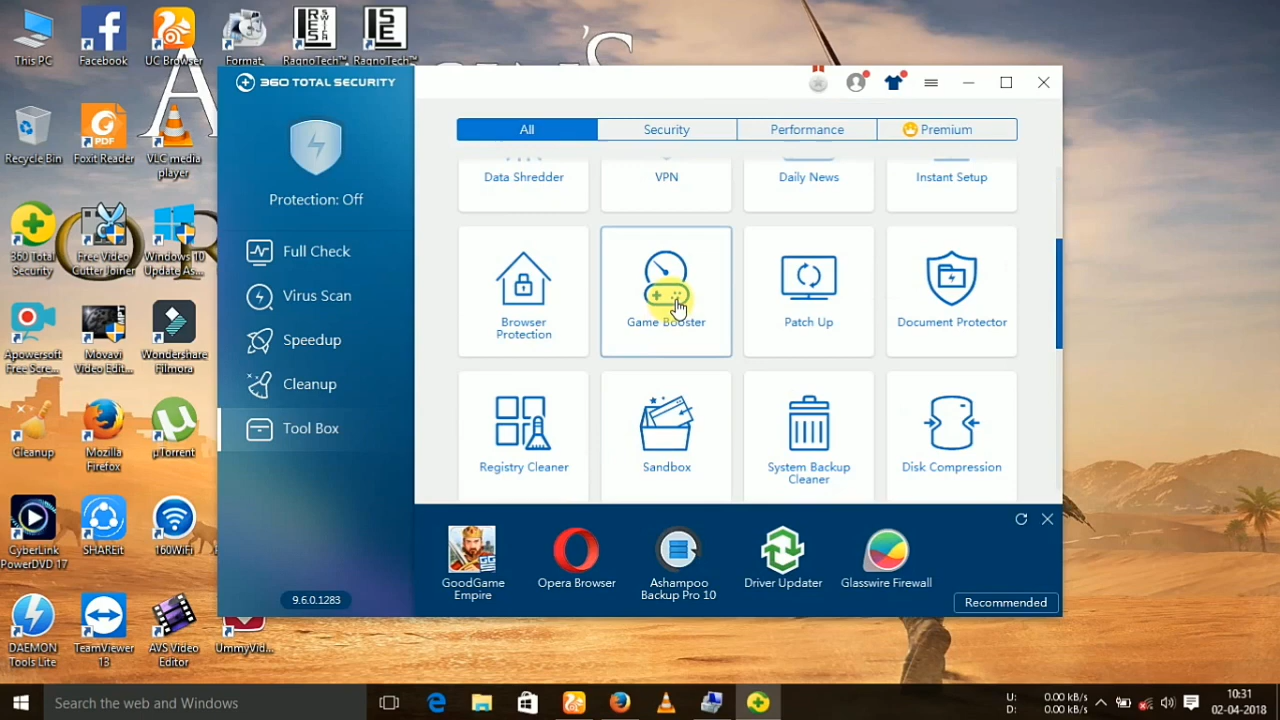 This PC
Facebook
UC Browser
Format_
RagnoTech™
RagnoTech™
Recycle Bin
Foxit Reader
VLC media
player
360 Total
Security
Free Video
Cutter Joiner
Windows 10
Update As...
Apowersoft
Free Scre...
Movavi
Video Edit...
Wondershare
Filmora
Cleanup
Mozilla
Firefox
µTorrent
CyberLink
PowerDVD 17
SHAREit
160WiFi
DAEMON
Tools Lite
TeamViewer
13
AVS Video
Editor
UmmyVid...
360 TOTAL SECURITY
Protection: Off
Full Check
Virus Scan
Speedup
Cleanup
Tool Box
9.6.0.1283
All
Security
Performance
Premium
Data Shredder
VPN
Daily News
Instant Setup
Browser
Protection
Game Booster
Patch Up
Document Protector
Registry Cleaner
Sandbox
System Backup
Cleaner
Disk Compression
GoodGame
Empire
Opera Browser
Ashampoo
Backup Pro 10
Driver Updater
Glasswire Firewall
Recommended
Search the web and Windows
U: 0.00 kB/s
D: 0.00 kB/s
10:31
02-04-2018